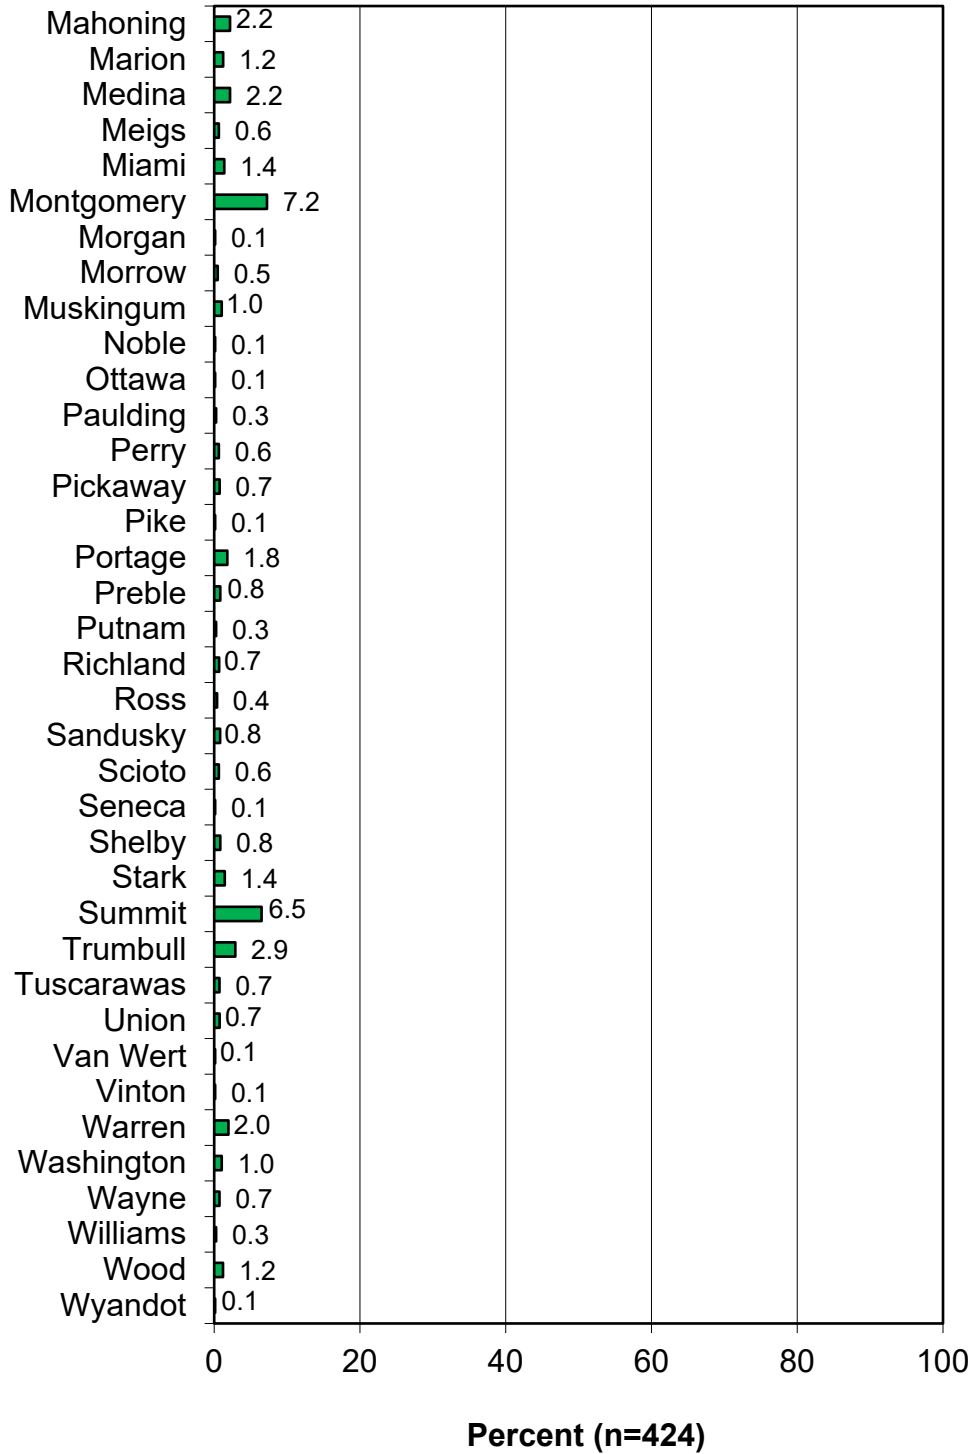 Mahoning 2.2
Marion 1.2
Medina 2.2
Meigs 0.6
Miami 1.4
Montgomery 7.2
Morgan 0.1
Morrow 0.5
Muskingum 1.0
Noble 0.1
Ottawa 0.1
Paulding 0.3
Perry 0.6
Pickaway 0.7
Pike 0.1
Portage 1.8
Preble 0.8
Putnam 0.3
Richland 0.7
Ross 0.4
Sandusky 0.8
Scioto 0.6
Seneca 0.1
Shelby 0.8
Stark 1.4
Summit 6.5
Trumbull 2.9
Tuscarawas 0.7
Union 0.7
Van Wert 0.1
Vinton 0.1
Warren 2.0
Washington 1.0
Wayne 0.7
Williams 0.3
Wood 1.2
Wyandot 0.1
0 20 40 60 80 100
Percent (n=424)